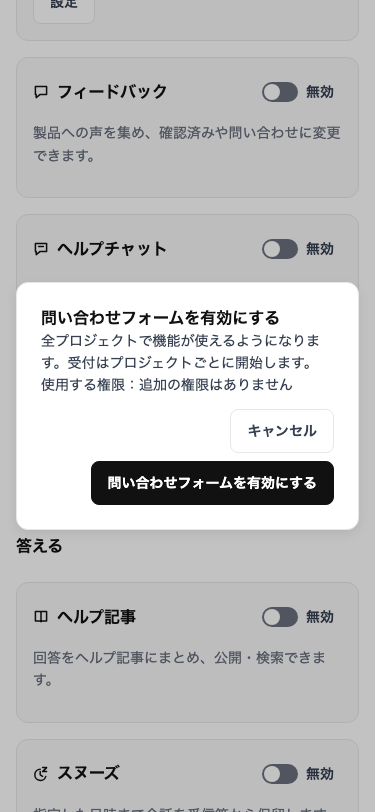 設定
フィードバック
無効
製品への声を集め、確認済みや問い合わせに変更
できます。
ヘルプチャット
無効
問い合わせフォームを有効にする
全プロジェクトで機能が使えるようになりま
す。受付はプロジェクトごとに開始します。
使用する権限：追加の権限はありません
キャンセル
問い合わせフォームを有効にする
答える
ヘルプ記事
無効
回答をヘルプ記事にまとめ、公開・検索できま
す。
スヌーズ
無効